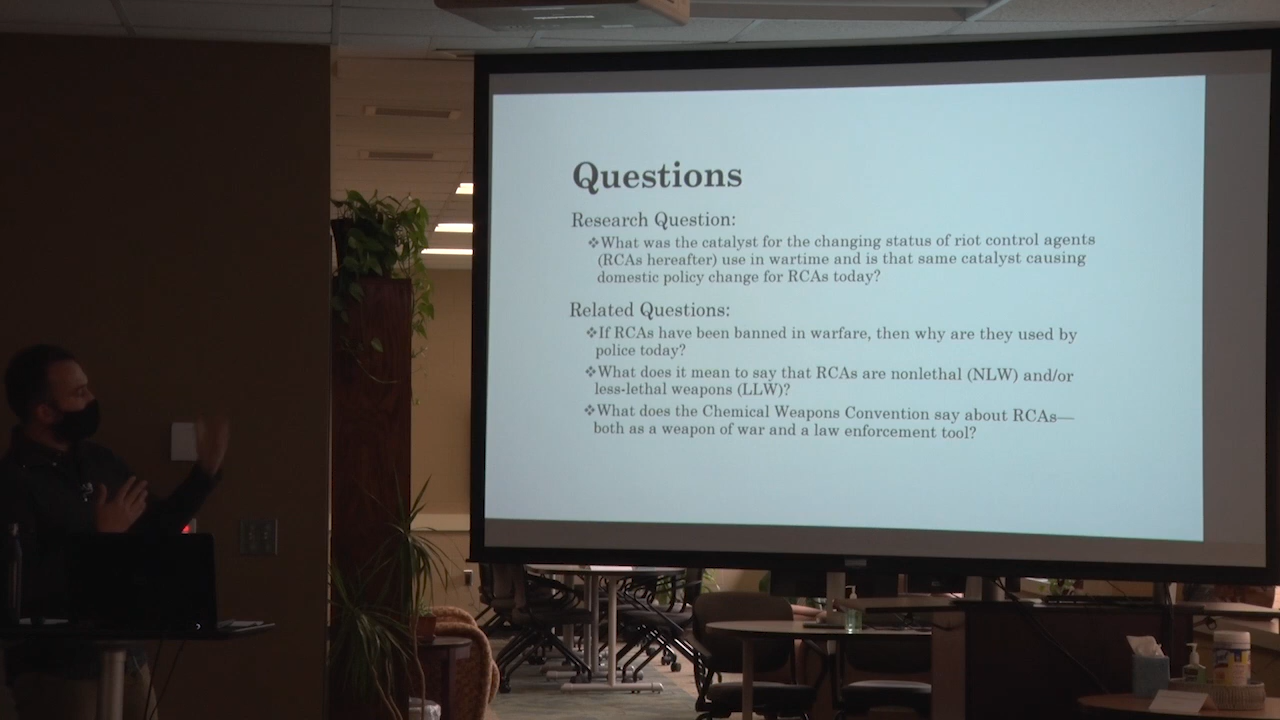 Questions
Research Question:
❖What was the catalyst for the changing status of riot control agents
(RCAs hereafter) use in wartime and is that same catalyst causing
domestic policy change for RCAs today?
Related Questions:
❖If RCAs have been banned in warfare, then why are they used by
police today?
❖What does it mean to say that RCAs are nonlethal (NLW) and/or
less-lethal weapons (LLW)?
❖What does the Chemical Weapons Convention say about RCAs—
both as a weapon of war and a law enforcement tool?